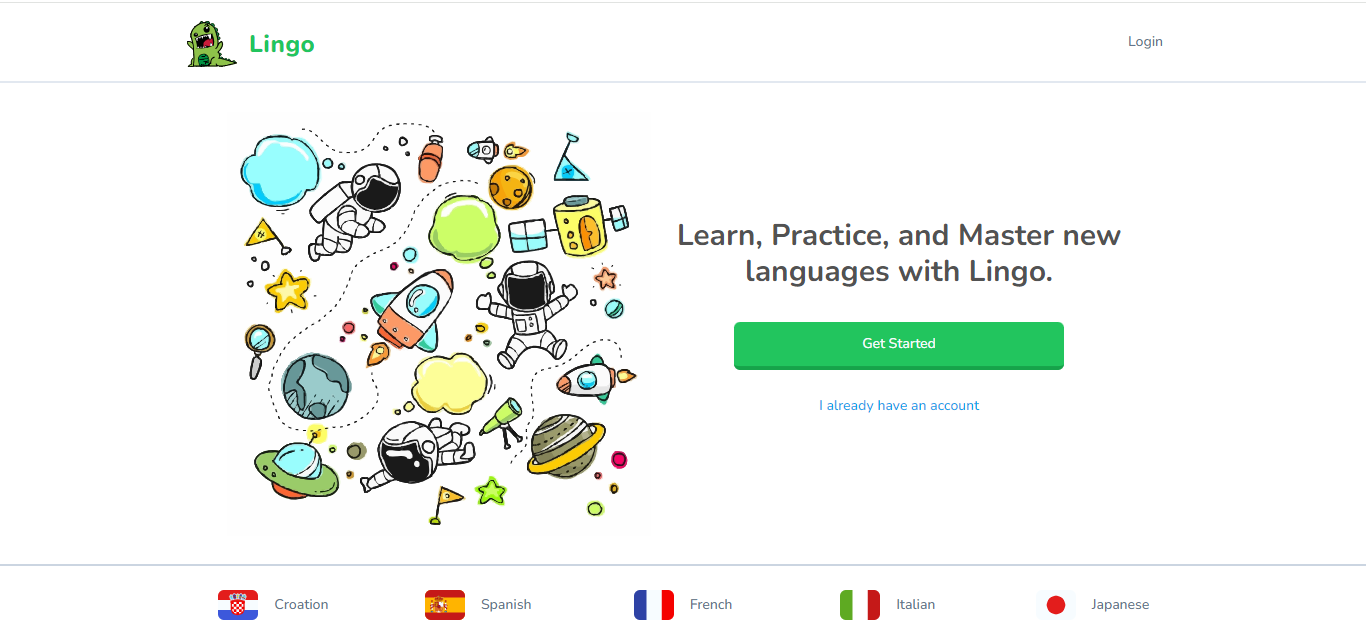 Lingo
Login
Learn, Practice, and Master new
languages with Lingo.
Get Started
I already have an account
Croation
Spanish
French
Italian
Japanese